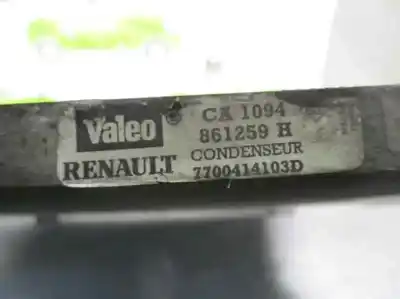 Valeo CA 1094
861259 H
RENAULT CONDENSEUR
7700414103D